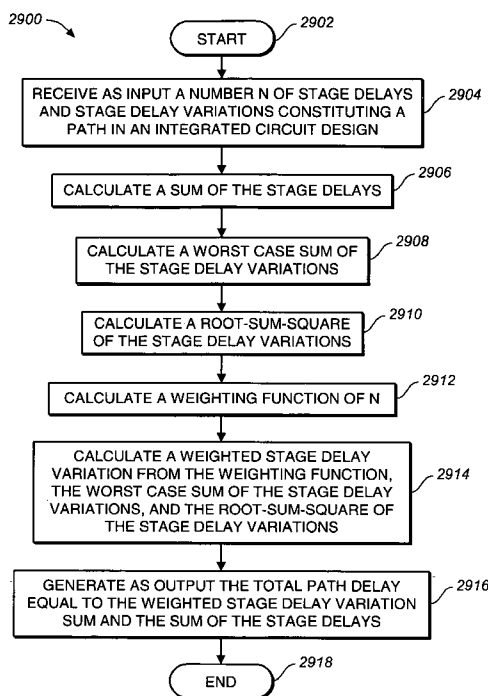 2900
START
2902
RECEIVE AS INPUT A NUMBER N OF STAGE DELAYS
AND STAGE DELAY VARIATIONS CONSTITUTING A
PATH IN AN INTEGRATED CIRCUIT DESIGN
2904
CALCULATE A SUM OF THE STAGE DELAYS
2906
CALCULATE A WORST CASE SUM OF
THE STAGE DELAY VARIATIONS
2908
CALCULATE A ROOT-SUM-SQUARE
OF THE STAGE DELAY VARIATIONS
2910
CALCULATE A WEIGHTING FUNCTION OF N
2912
CALCULATE A WEIGHTED STAGE DELAY
VARIATION FROM THE WEIGHTING FUNCTION,
THE WORST CASE SUM OF THE STAGE DELAY
VARIATIONS, AND THE ROOT-SUM-SQUARE OF
THE STAGE DELAY VARIATIONS
2914
GENERATE AS OUTPUT THE TOTAL PATH DELAY
EQUAL TO THE WEIGHTED STAGE DELAY VARIATION
SUM AND THE SUM OF THE STAGE DELAYS
2916
END
2918